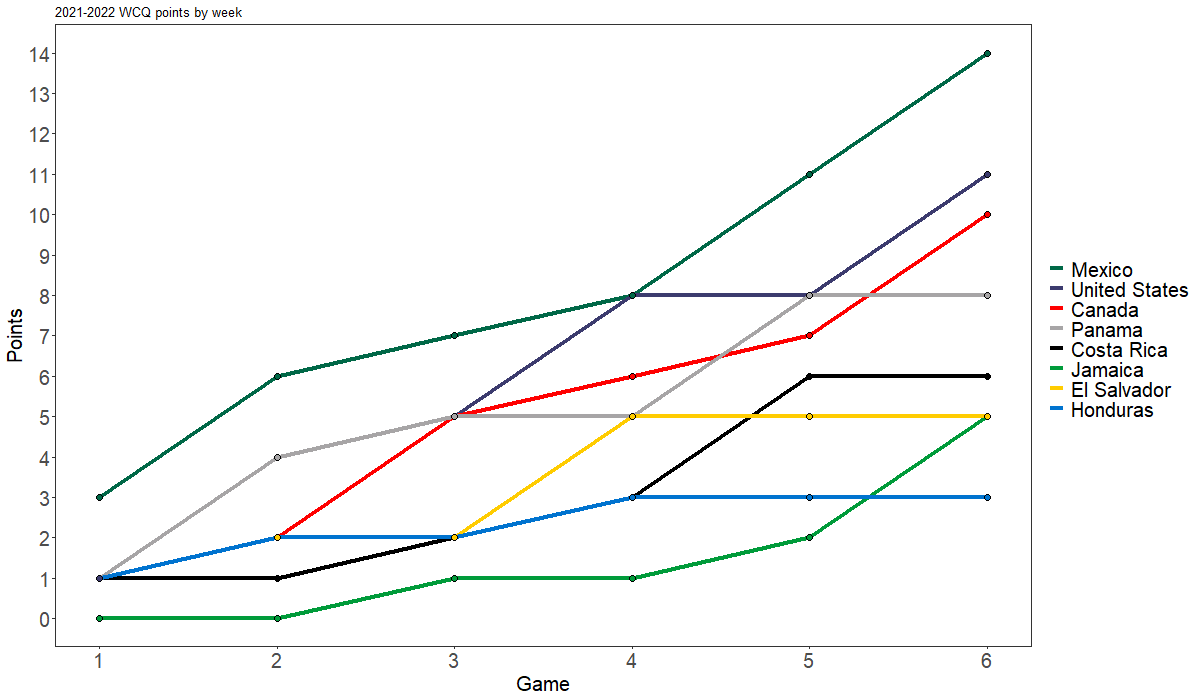 2021-2022 WCQ points by week
Points
14
13
12
11
10
9
8
7
6
5
4
3
2
1
0
1 2 3 4 5 6
Game
Mexico
United States
Canada
Panama
Costa Rica
Jamaica
El Salvador
Honduras